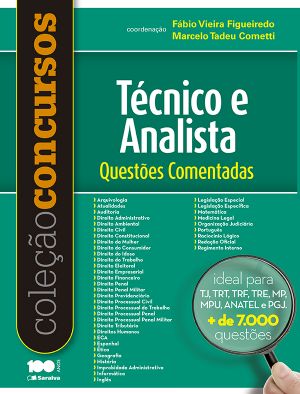 coordenação
Fábio Vieira Figueiredo
Marcelo Tadeu Cometti
coleção concursos
Técnico e
Analista
Questões Comentadas
Arquivologia
Atualidades
Auditoria
Direito Administrativo
Direito Ambiental
Direito Civil
Direito Constitucional
Direito da Mulher
Direito do Consumidor
Direito do Idoso
Direito do Trabalho
Direito Eleitoral
Direito Empresarial
Direito Financeiro
Direito Penal
Direito Penal Militar
Direito Previdenciário
Direito Processual Civil
Direito Processual do Trabalho
Direito Processual Penal
Direito Processual Penal Militar
Direito Tributário
Direitos Humanos
ECA
Espanhol
Ética
Geografia
História
Improbidade Administrativa
Informática
Inglês
Legislação Especial
Legislação Específica
Matemática
Medicina Legal
Organização Judiciária
Português
Raciocínio Lógico
Redação Oficial
Regimento Interno
ideal para
TJ, TRT, TRF, TRE, MP,
MPU, ANATEL e PGJ.
+ de 7.000
questões
100 ANOS
Saraiva